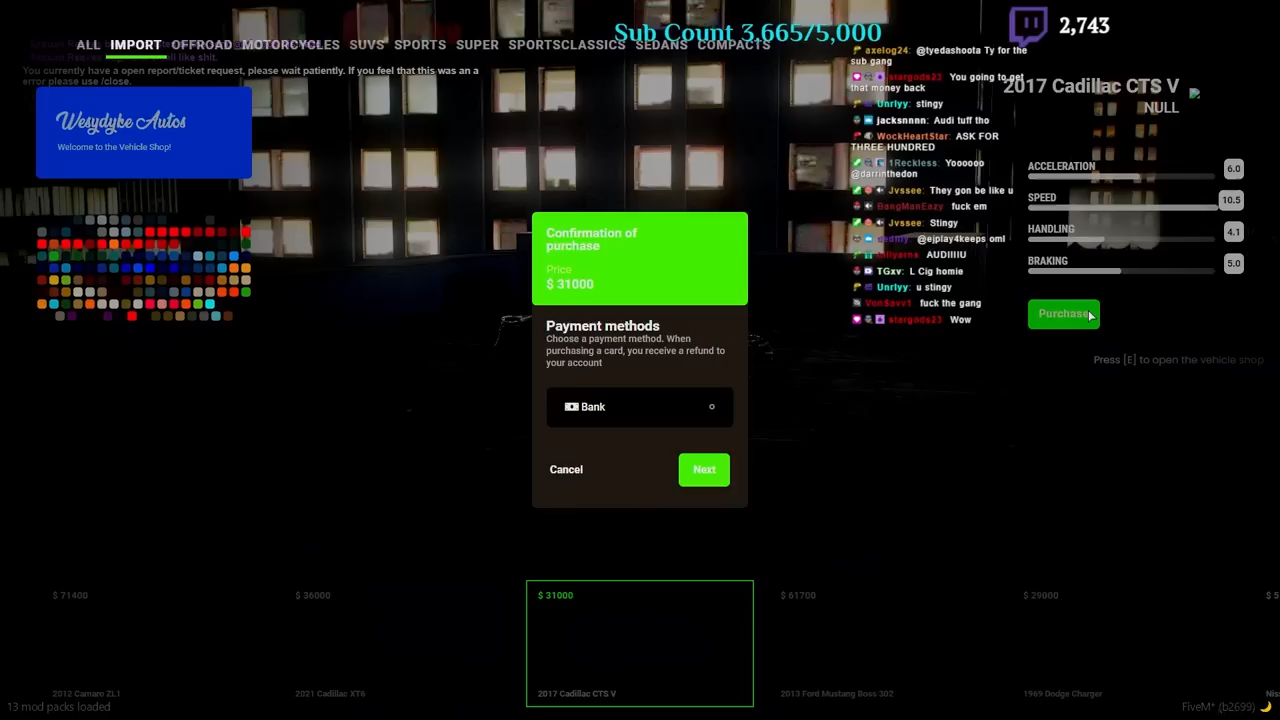 Sub Count 3,665/5,000
2,743
ALL IMPORT OFFROAD MOTORCYCLES SUVS SPORTS SUPER SPORTSCLASSICS SEDANS COMPACTS
You currently have a open report/ticket request, please wait patiently. If you feel that this was an a
error please use /close.
Wesydyke Autos
Welcome to the Vehicle Shop!
axelog24: @tyedashoota Ty for the
sub gang
stargods23 You going to get
that money back
Unrlyy: stingy
jacksnnnn: Audi tuff tho
WockHeartStar: ASK FOR
THREE HUNDRED
1Reckless: Yoooooo
@darrinthedon
Jvssee: They gon be like u
GangManEazy fuck em
Jvssee: Stingy
@ejplay4keeps oml
AUDIIIIU
TGxv: L Cig homie
Unrlyy: u stingy
fuck the gang
stargods23 Wow
2017 Cadillac CTS V
NULL
ACCELERATION 6.0
SPEED 10.5
HANDLING 4.1
BRAKING 5.0
Purchase
Press [E] to open the vehicle shop
Confirmation of
purchase
Price
$ 31000
Payment methods
Choose a payment method. When
purchasing a card, you receive a refund to
your account
Bank
Cancel Next
$ 71400
2012 Camaro ZL1
$ 36000
2021 Cadillac XT6
$ 31000
2017 Cadillac CTS V
$ 61700
2013 Ford Mustang Boss 302
$ 29000
1969 Dodge Charger
13 mod packs loaded
FiveM* (b2699)